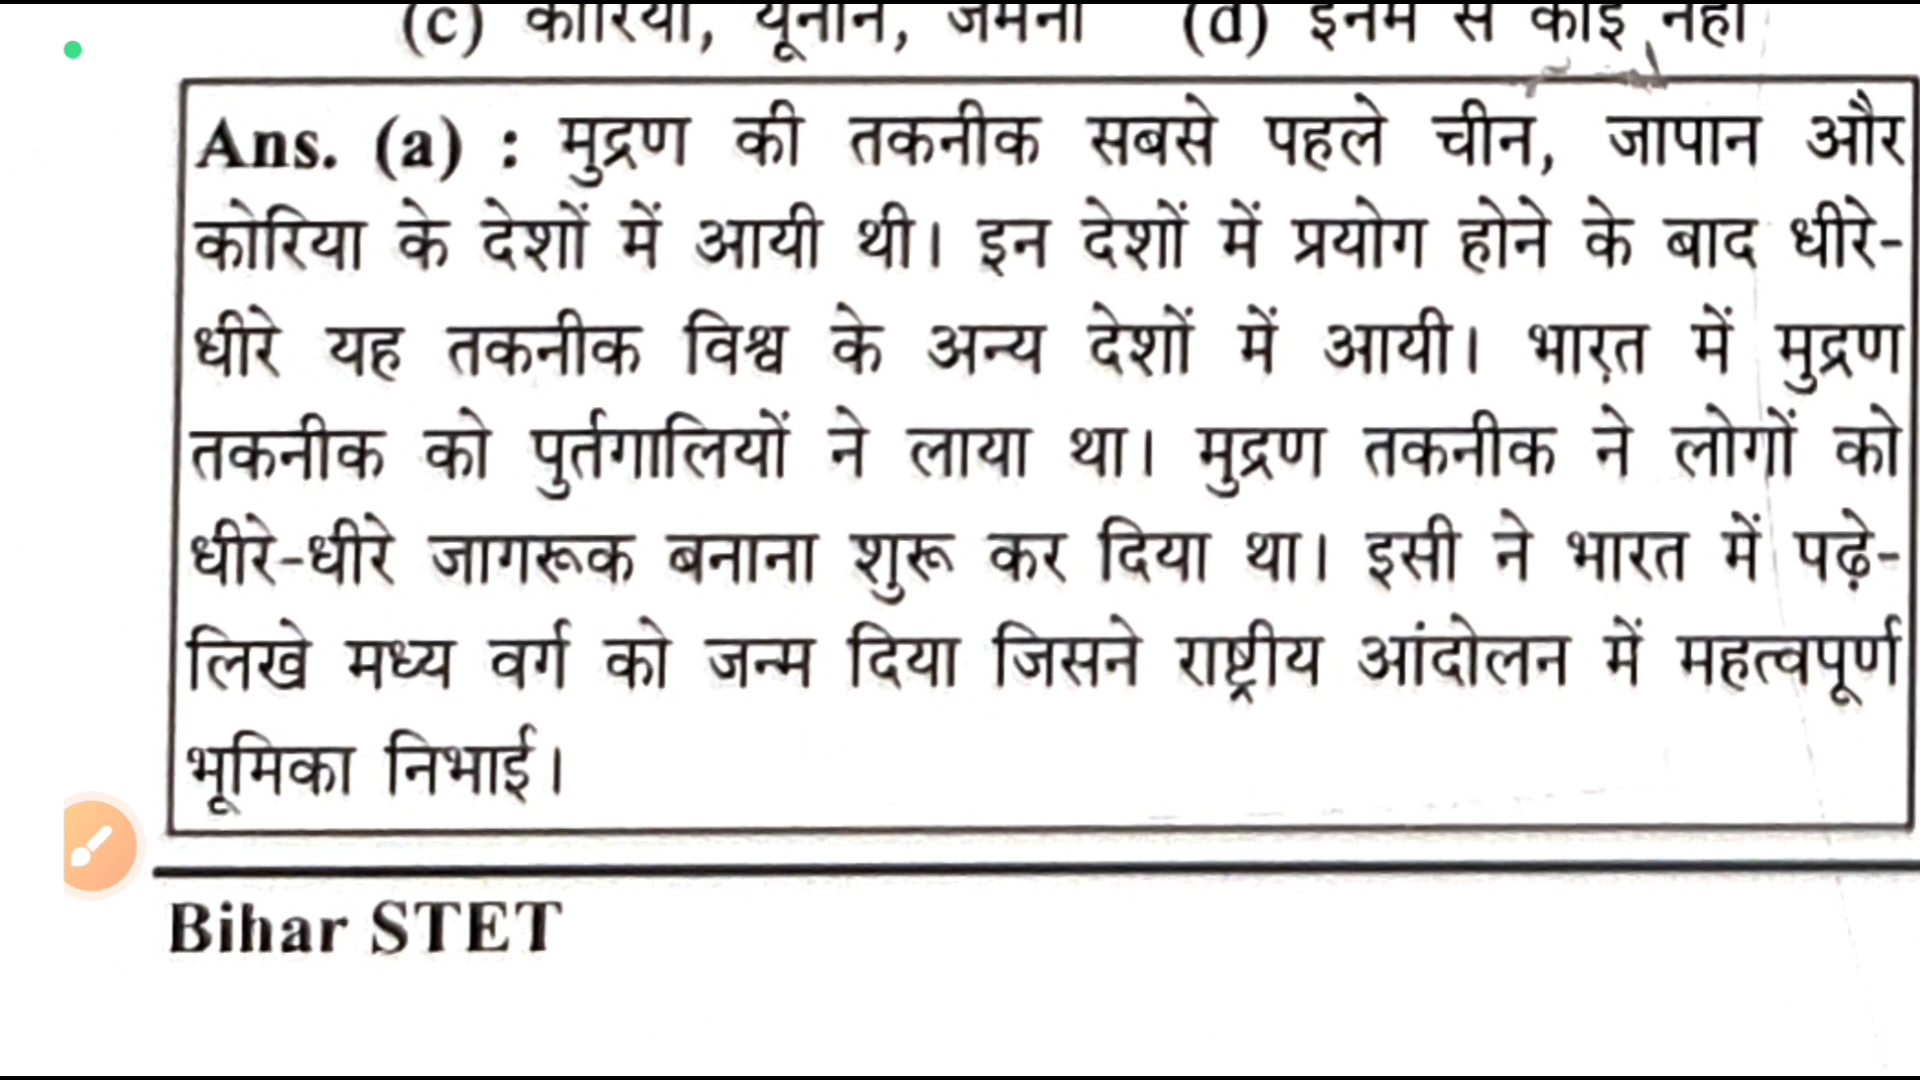 (c) कोरिया, यूनान, जर्मनी (d) इनमें से कोई नहीं
Ans. (a) : मुद्रण की तकनीक सबसे पहले चीन, जापान और
कोरिया के देशों में आयी थी। इन देशों में प्रयोग होने के बाद धीरे-
धीरे यह तकनीक विश्व के अन्य देशों में आयी। भारत में मुद्रण
तकनीक को पुर्तगालियों ने लाया था। मुद्रण तकनीक ने लोगों को
धीरे-धीरे जागरूक बनाना शुरू कर दिया था। इसी ने भारत में पढ़े-
लिखे मध्य वर्ग को जन्म दिया जिसने राष्ट्रीय आंदोलन में महत्वपूर्ण
भूमिका निभाई।
Bihar STET